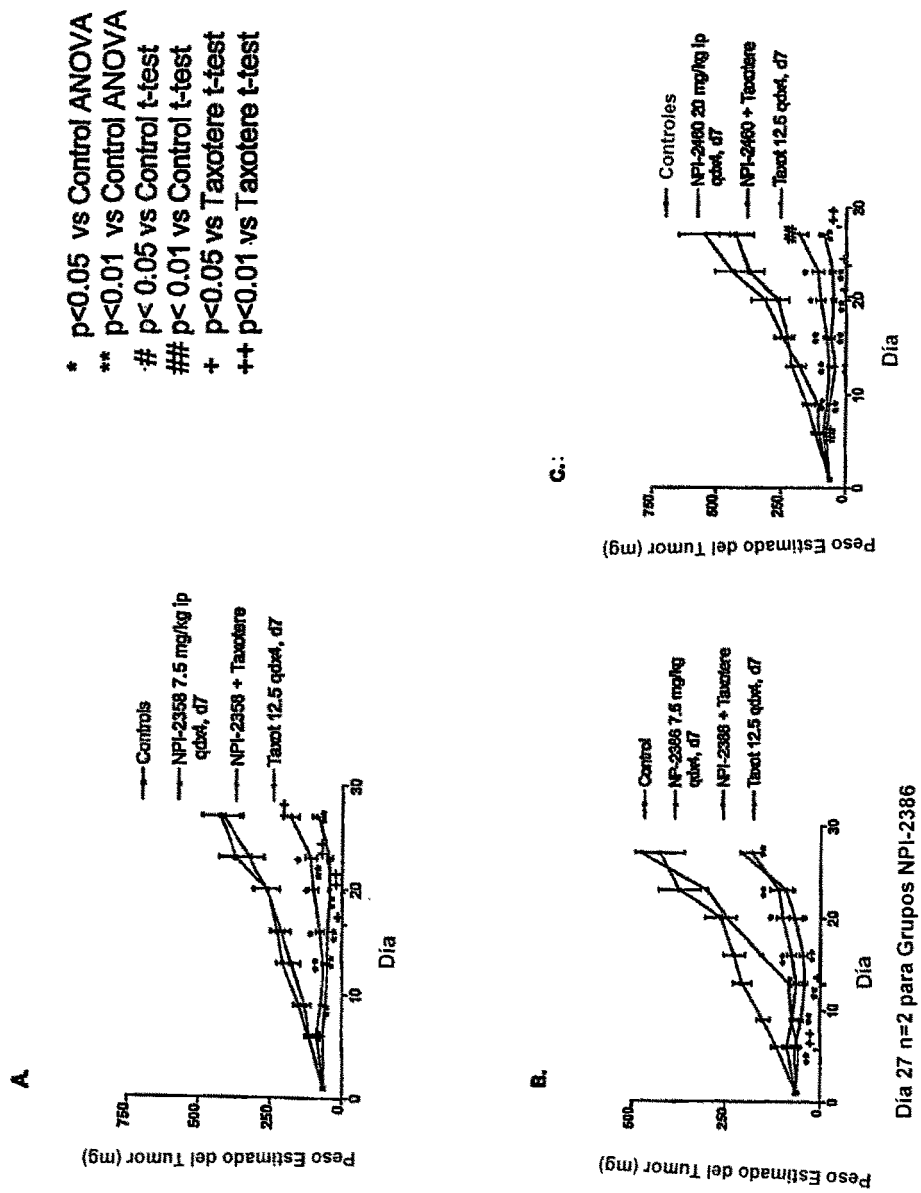 A.
Peso Estimado del Tumor (mg)
750
500
250
0
0
10
20
30
Día
Controls
NPI-2358 7.5 mg/kg ip
qdx4, d7
NPI-2358 + Taxotere
Taxot 12.5 qdx4, d7
* p<0.05 vs Control ANOVA
** p<0.01 vs Control ANOVA
# p< 0.05 vs Control t-test
## p< 0.01 vs Control t-test
+ p<0.05 vs Taxotere t-test
++ p<0.01 vs Taxotere t-test
B.
Peso Estimado del Tumor (mg)
500
250
0
0
10
20
30
Día
Control
NP-2386 7.5 mg/kg
qdx4, d7
NPI-2386 + Taxotere
Taxot 12.5 qdx4, d7
Día 27 n=2 para Grupos NPI-2386
C.:
Peso Estimado del Tumor (mg)
750
500
250
0
0
10
20
30
Día
Controles
NPI-2460 20 mg/kg ip
qdx4, d7
NPI-2460 + Taxotere
Taxot 12.5 qdx4, d7